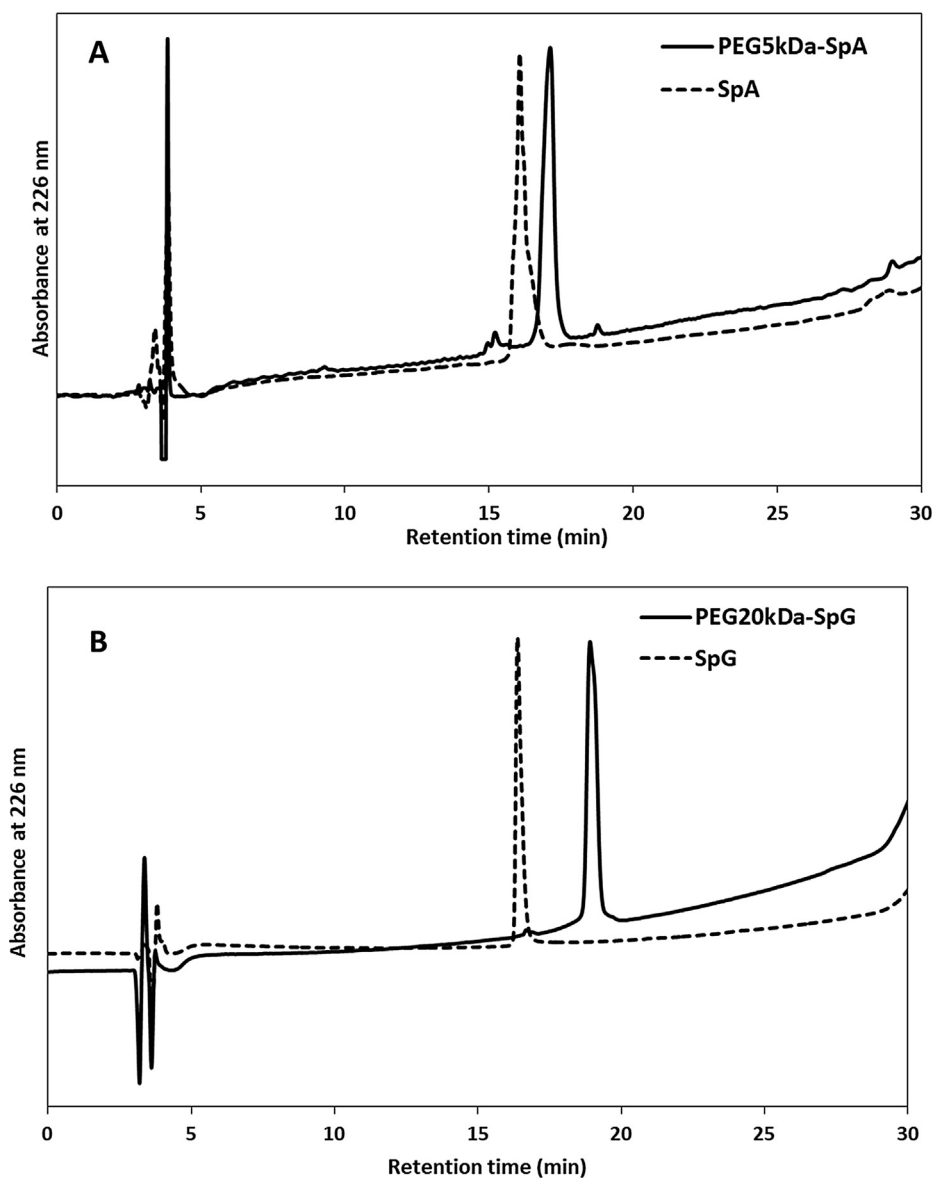 A
PEG5kDa-SpA
SpA
Absorbance at 226 nm
0 5 10 15 20 25 30
Retention time (min)
B
PEG20kDa-SpG
SpG
Absorbance at 226 nm
0 5 10 15 20 25 30
Retention time (min)